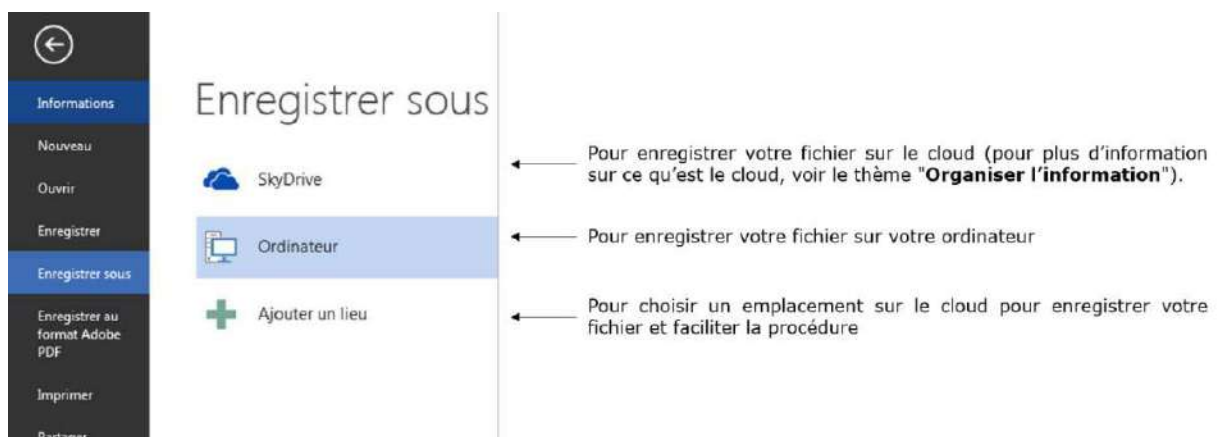 Informations
Nouveau
Ouvrir
Enregistrer
Enregistrer sous
Enregistrer au
format Adobe
PDF
Imprimer
Partager
Enregistrer sous
SkyDrive
Ordinateur
Ajouter un lieu
Pour enregistrer votre fichier sur le cloud (pour plus d'information
sur ce qu'est le cloud, voir le thème "Organiser l'information").
Pour enregistrer votre fichier sur votre ordinateur
Pour choisir un emplacement sur le cloud pour enregistrer votre
fichier et faciliter la procédure